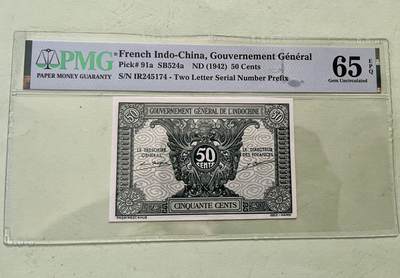 PMG
PAPER MONEY GUARANTY
French Indo-China, Gouvernement Général
Pick# 91a SB524a ND (1942) 50 Cents
S/N IR245174 - Two Letter Serial Number Prefix
65 EPQ
Gem Uncirculated
GOUVERNEMENT GÉNÉRAL DE L'INDOCHINE
50 50
LE TRÉSORIER GÉNÉRAL
LE DIRECTEUR DES FINANCES
50
CENTS
CINQUANTE CENTS